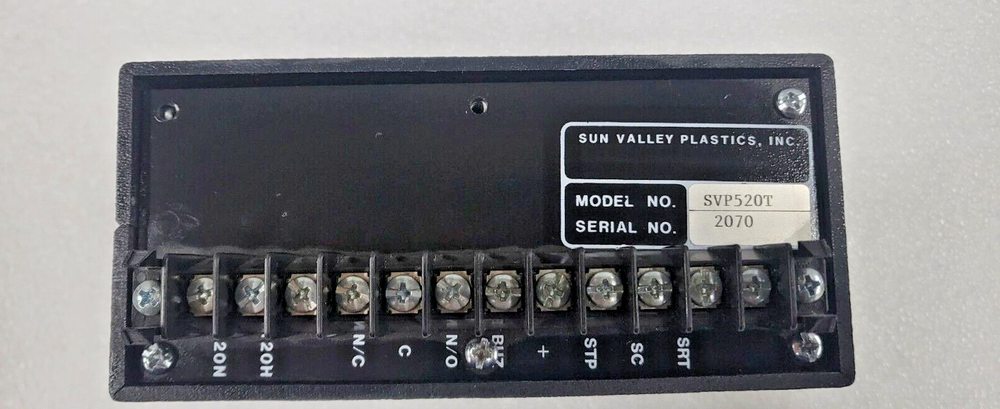 SUN VALLEY PLASTICS, INC.
MODEL NO. SVP520T
SERIAL NO. 2070
20N
20H
N/C
C
N/O
+
STP
SC
SRT